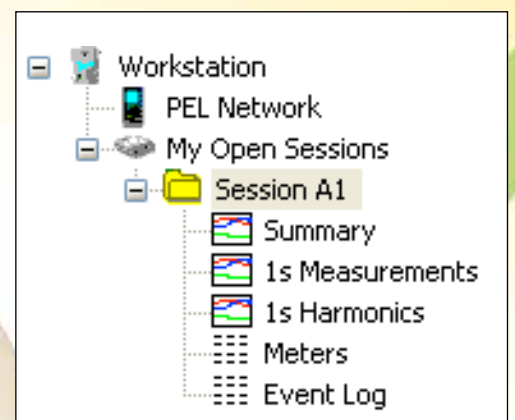 Workstation
PEL Network
My Open Sessions
Session A1
Summary
1s Measurements
1s Harmonics
Meters
Event Log